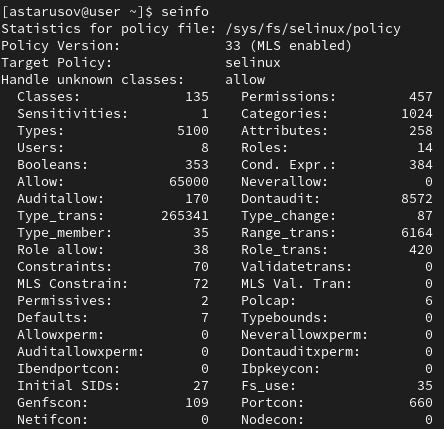 [astarusov@user ~]$ seinfo
Statistics for policy file: /sys/fs/selinux/policy
Policy Version:             33 (MLS enabled)
Target Policy:              selinux
Handle unknown classes:     allow
  Classes:             135    Permissions:         457
  Sensitivities:         1    Categories:         1024
  Types:              5100    Attributes:          258
  Users:                 8    Roles:                14
  Booleans:            353    Cond. Expr.:         384
  Allow:             65000    Neverallow:            0
  Auditallow:          170    Dontaudit:          8572
  Type_trans:       265341    Type_change:          87
  Type_member:          35    Range_trans:        6164
  Role allow:           38    Role_trans:          420
  Constraints:          70    Validatetrans:         0
  MLS Constrain:        72    MLS Val. Tran:         0
  Permissives:           2    Polcap:                6
  Defaults:              7    Typebounds:            0
  Allowxperm:            0    Neverallowxperm:       0
  Auditallowxperm:       0    Dontauditxperm:        0
  Ibendportcon:          0    Ibpkeycon:             0
  Initial SIDs:         27    Fs_use:               35
  Genfscon:            109    Portcon:             660
  Netifcon:              0    Nodecon:               0